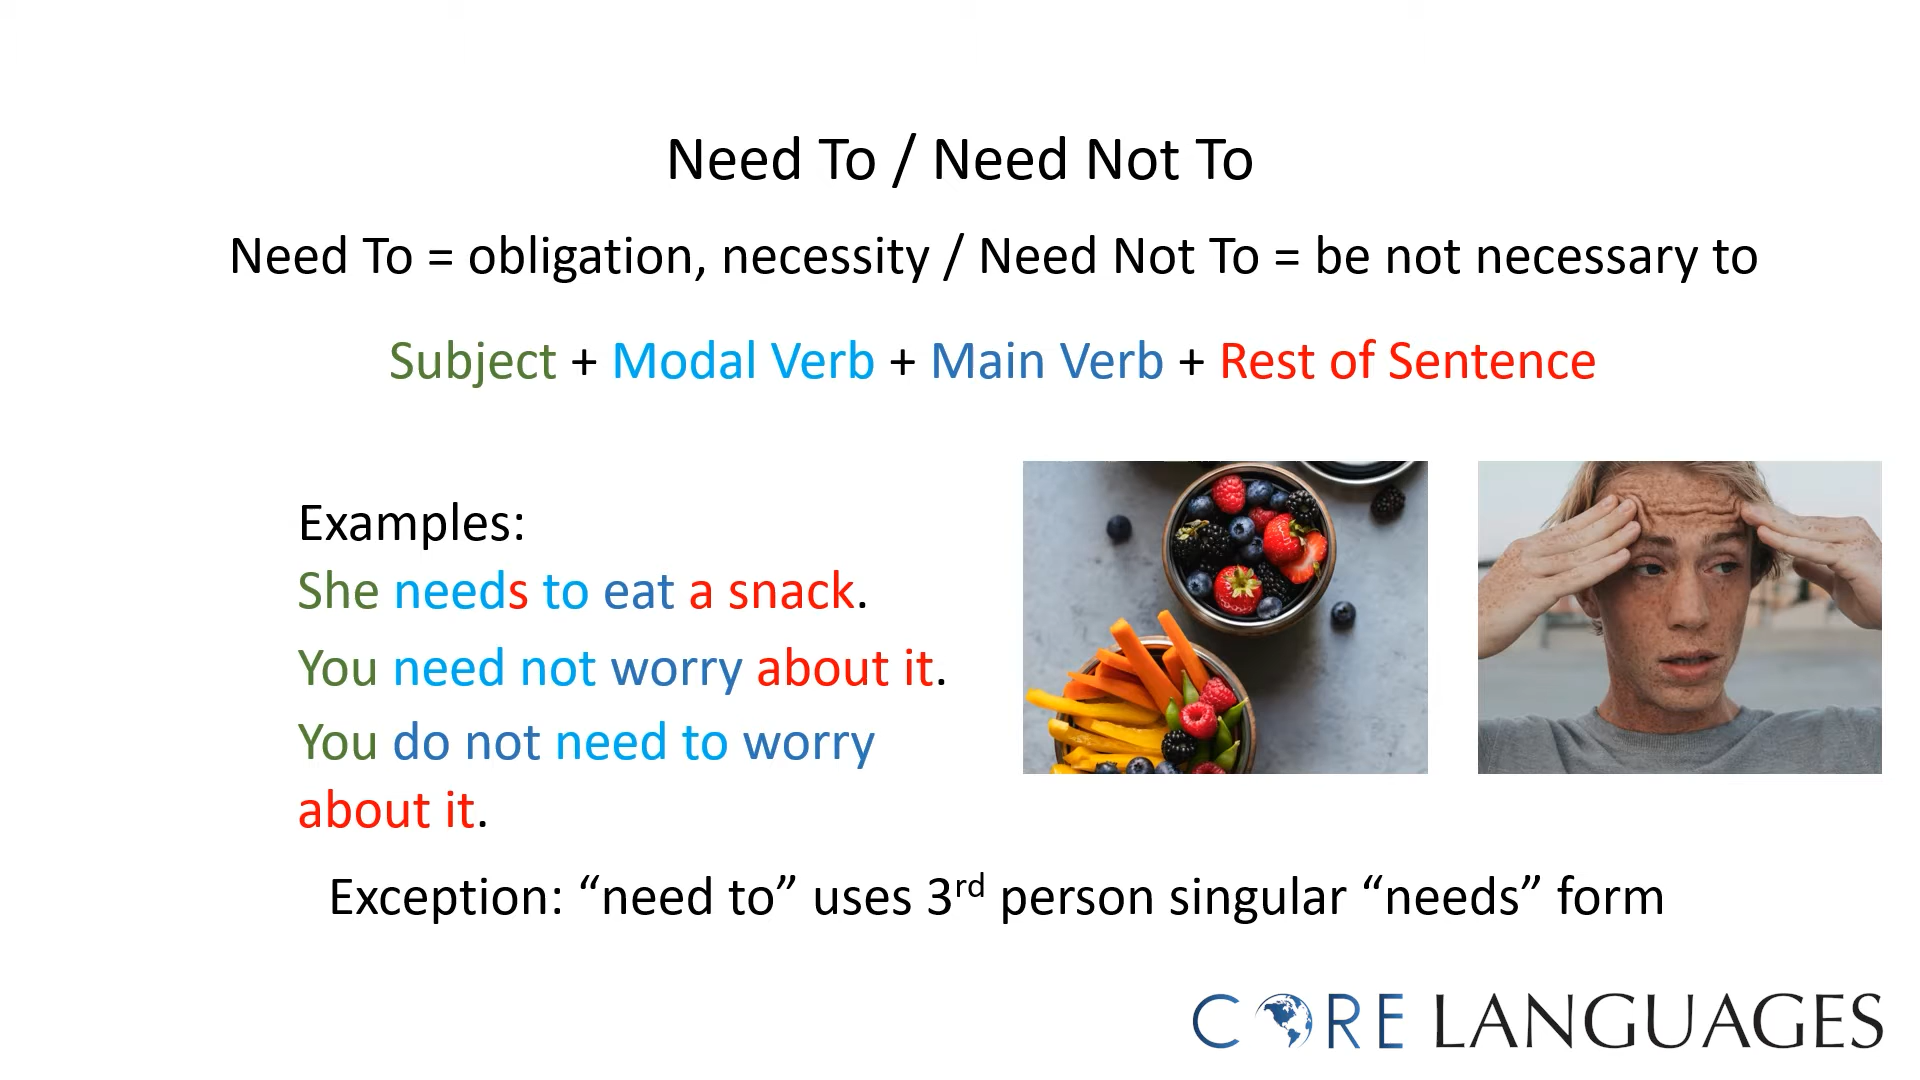 Need To / Need Not To
Need To = obligation, necessity / Need Not To = be not necessary to
Subject + Modal Verb + Main Verb + Rest of Sentence
Examples:
She needs to eat a snack.
You need not worry about it.
You do not need to worry
about it.
Exception: “need to” uses 3rd person singular “needs” form
CORE LANGUAGES